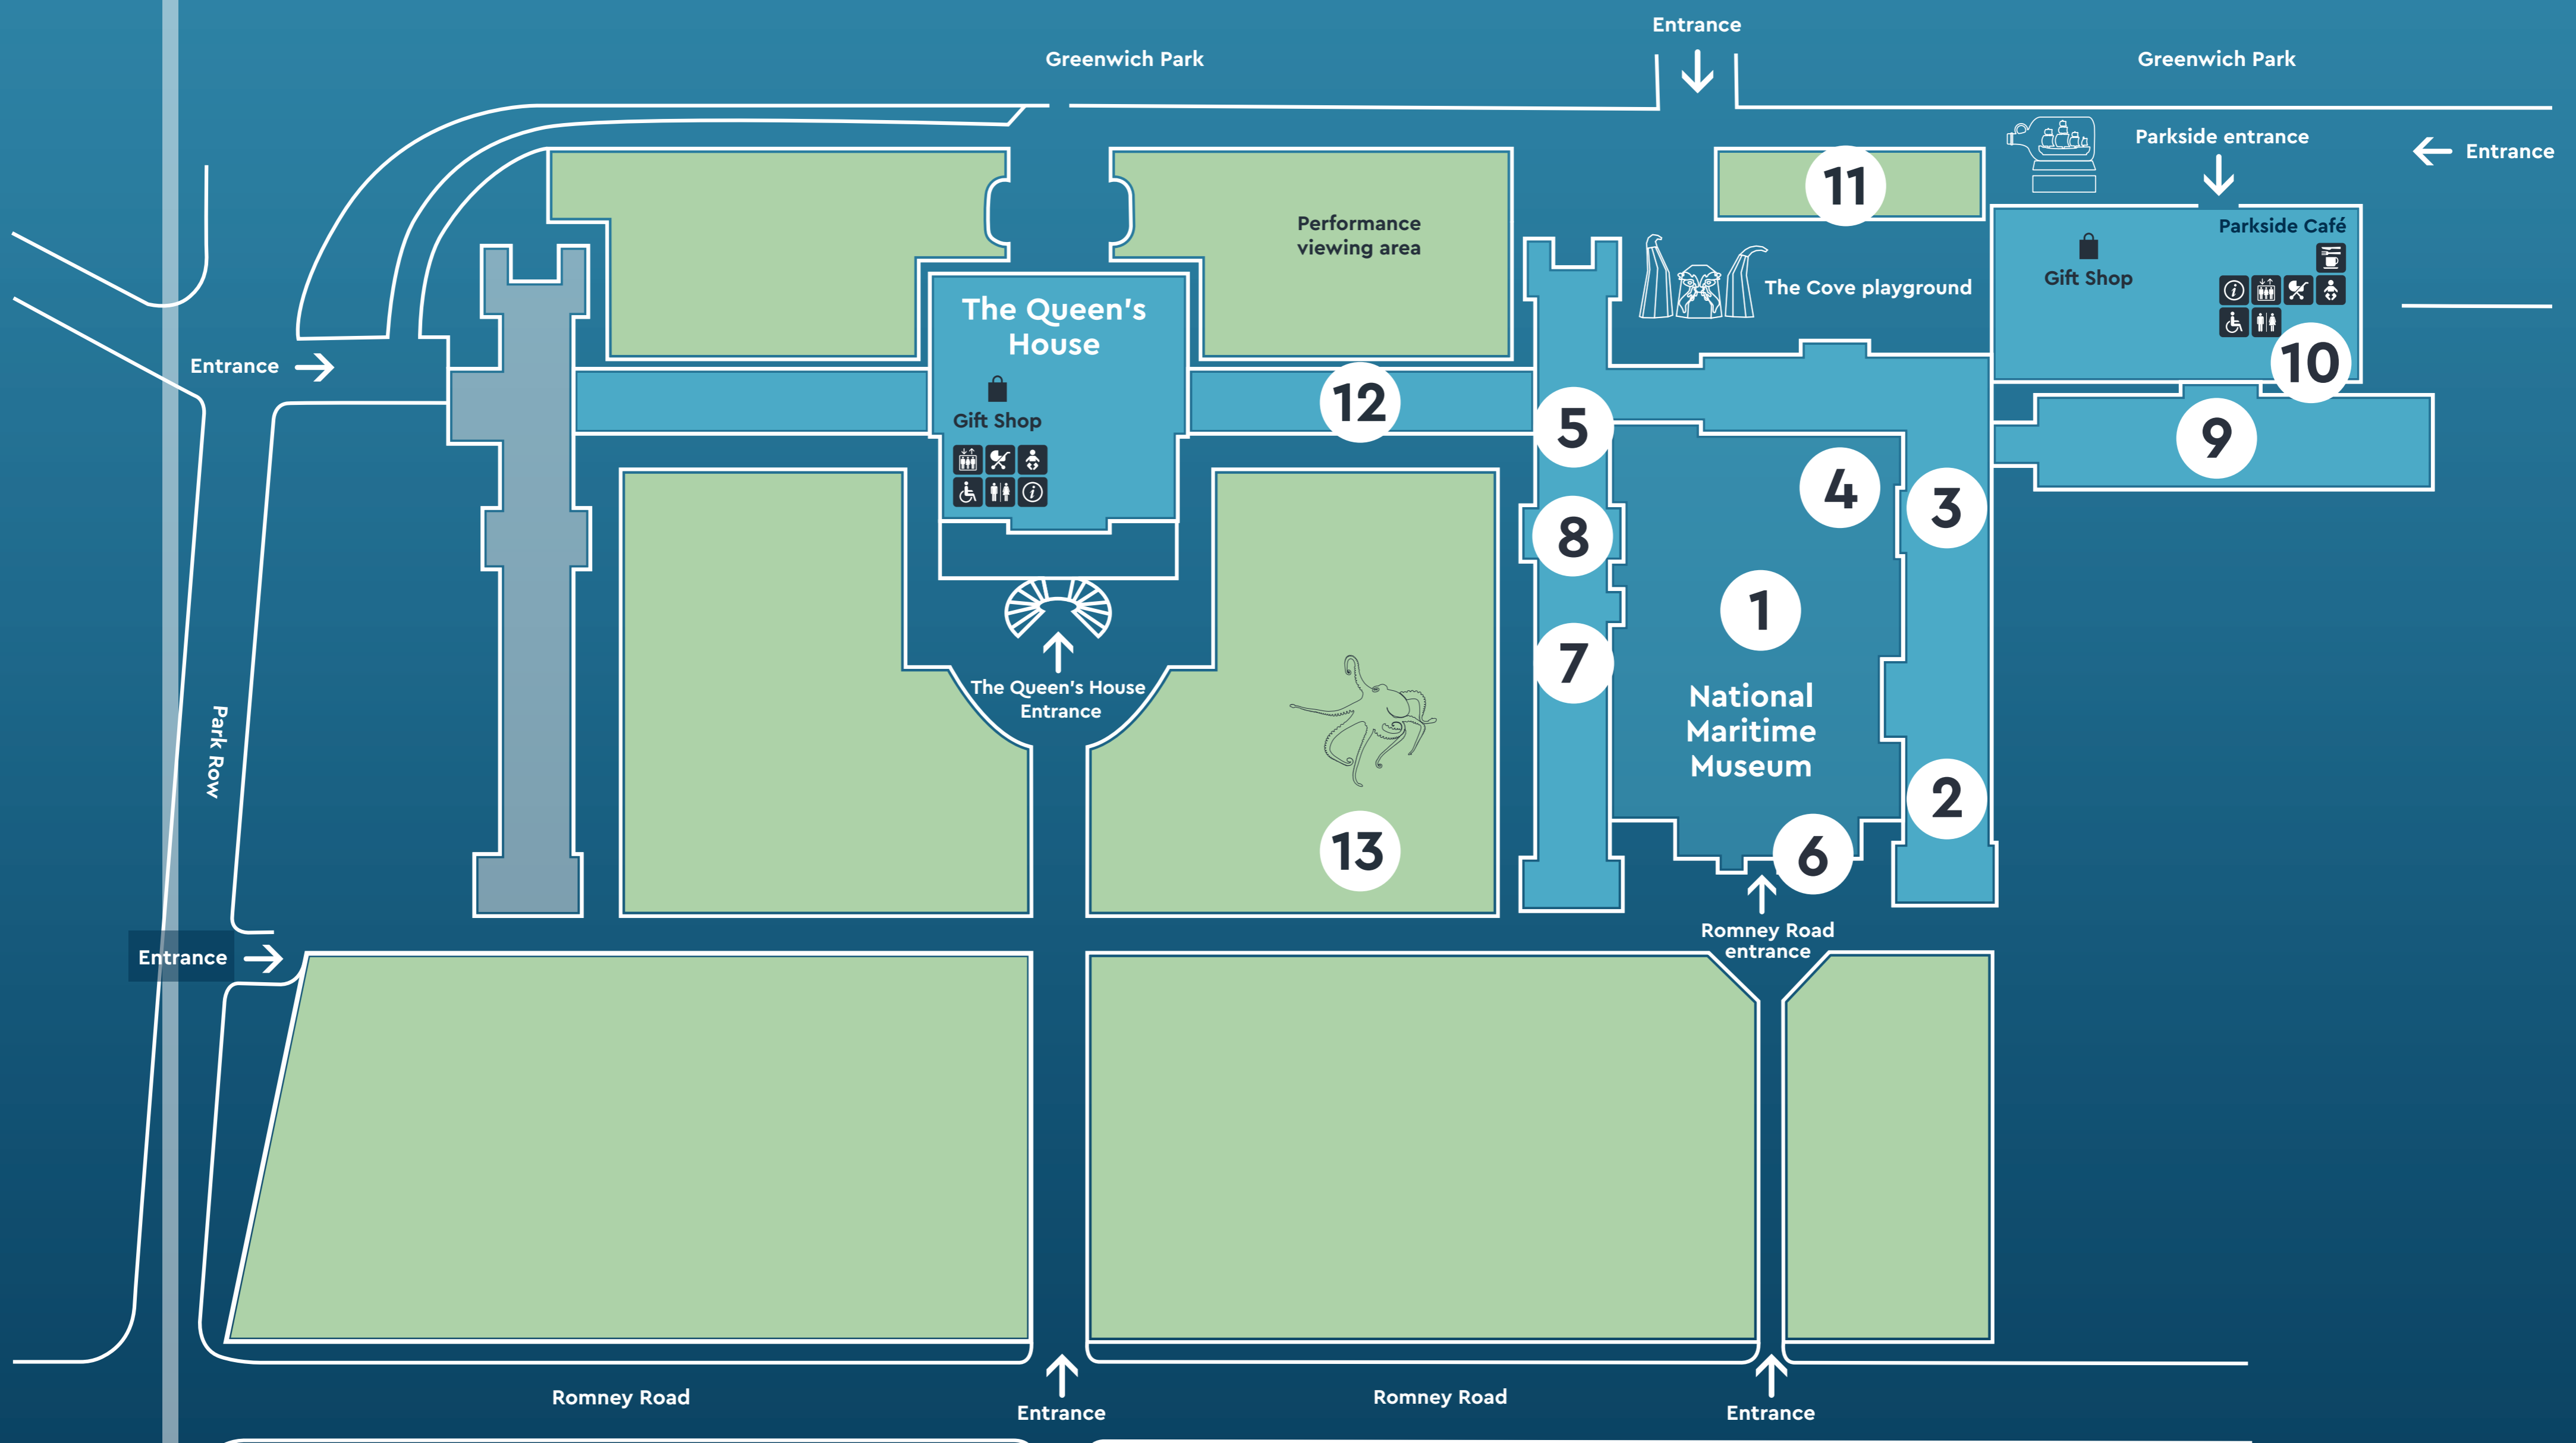 Entrance
Greenwich Park
Greenwich Park
Parkside entrance
Entrance
11
Performance
viewing area
Parkside Café
Gift Shop
The Cove playground
The Queen's
House
Entrance
10
12
Gift Shop
5
9
4
3
8
1
7
The Queen's House
Entrance
National
Maritime
Museum
Park Row
2
13
6
Romney Road
entrance
Entrance
Romney Road
Romney Road
Entrance
Entrance